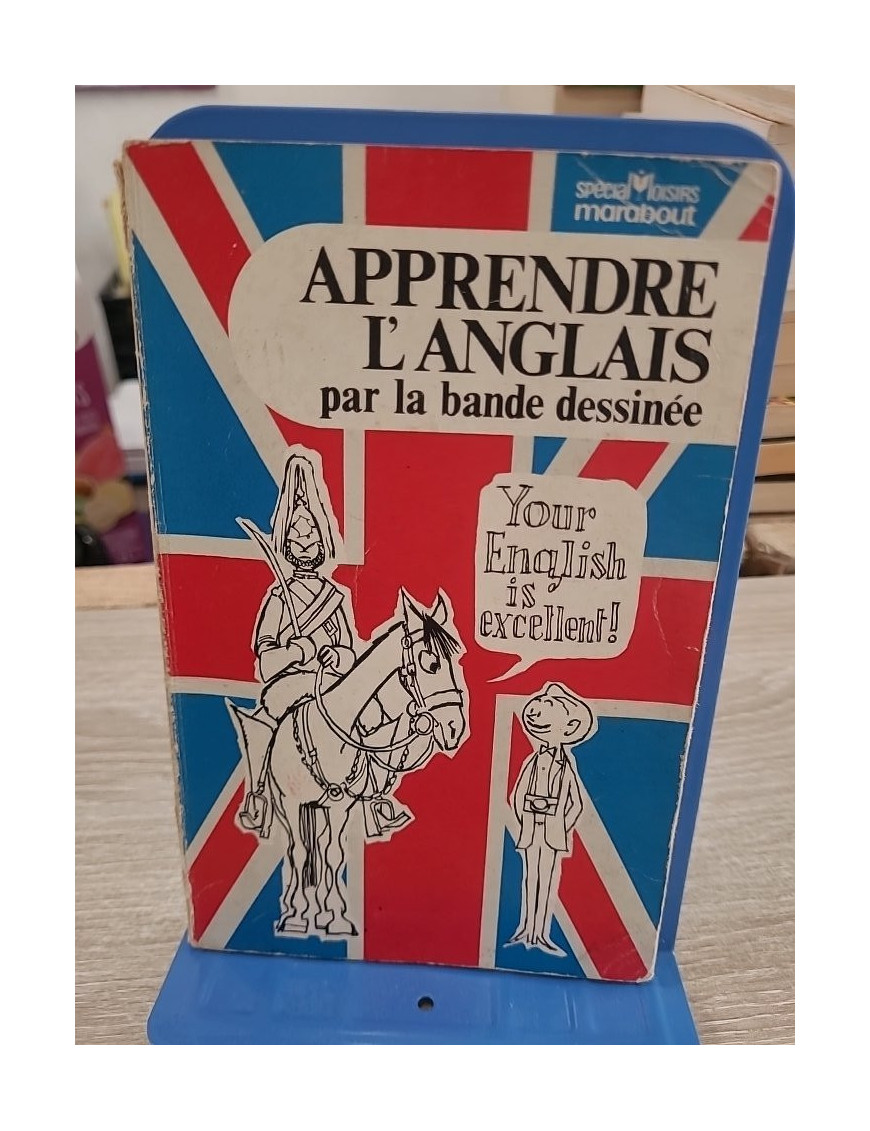 SPÉCIAL LOISIRS
marabout
APPRENDRE
L'ANGLAIS
par la bande dessinée
Your
English
is
excellent!